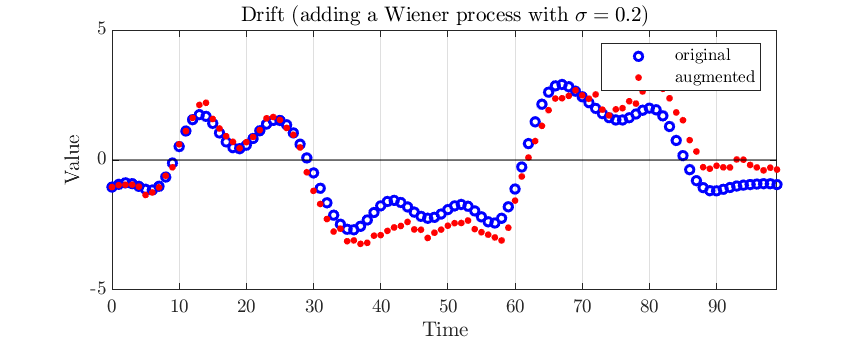 Drift (adding a Wiener process with σ = 0.2)
5
original
augmented
0
Value
-5
0 10 20 30 40 50 60 70 80 90
Time